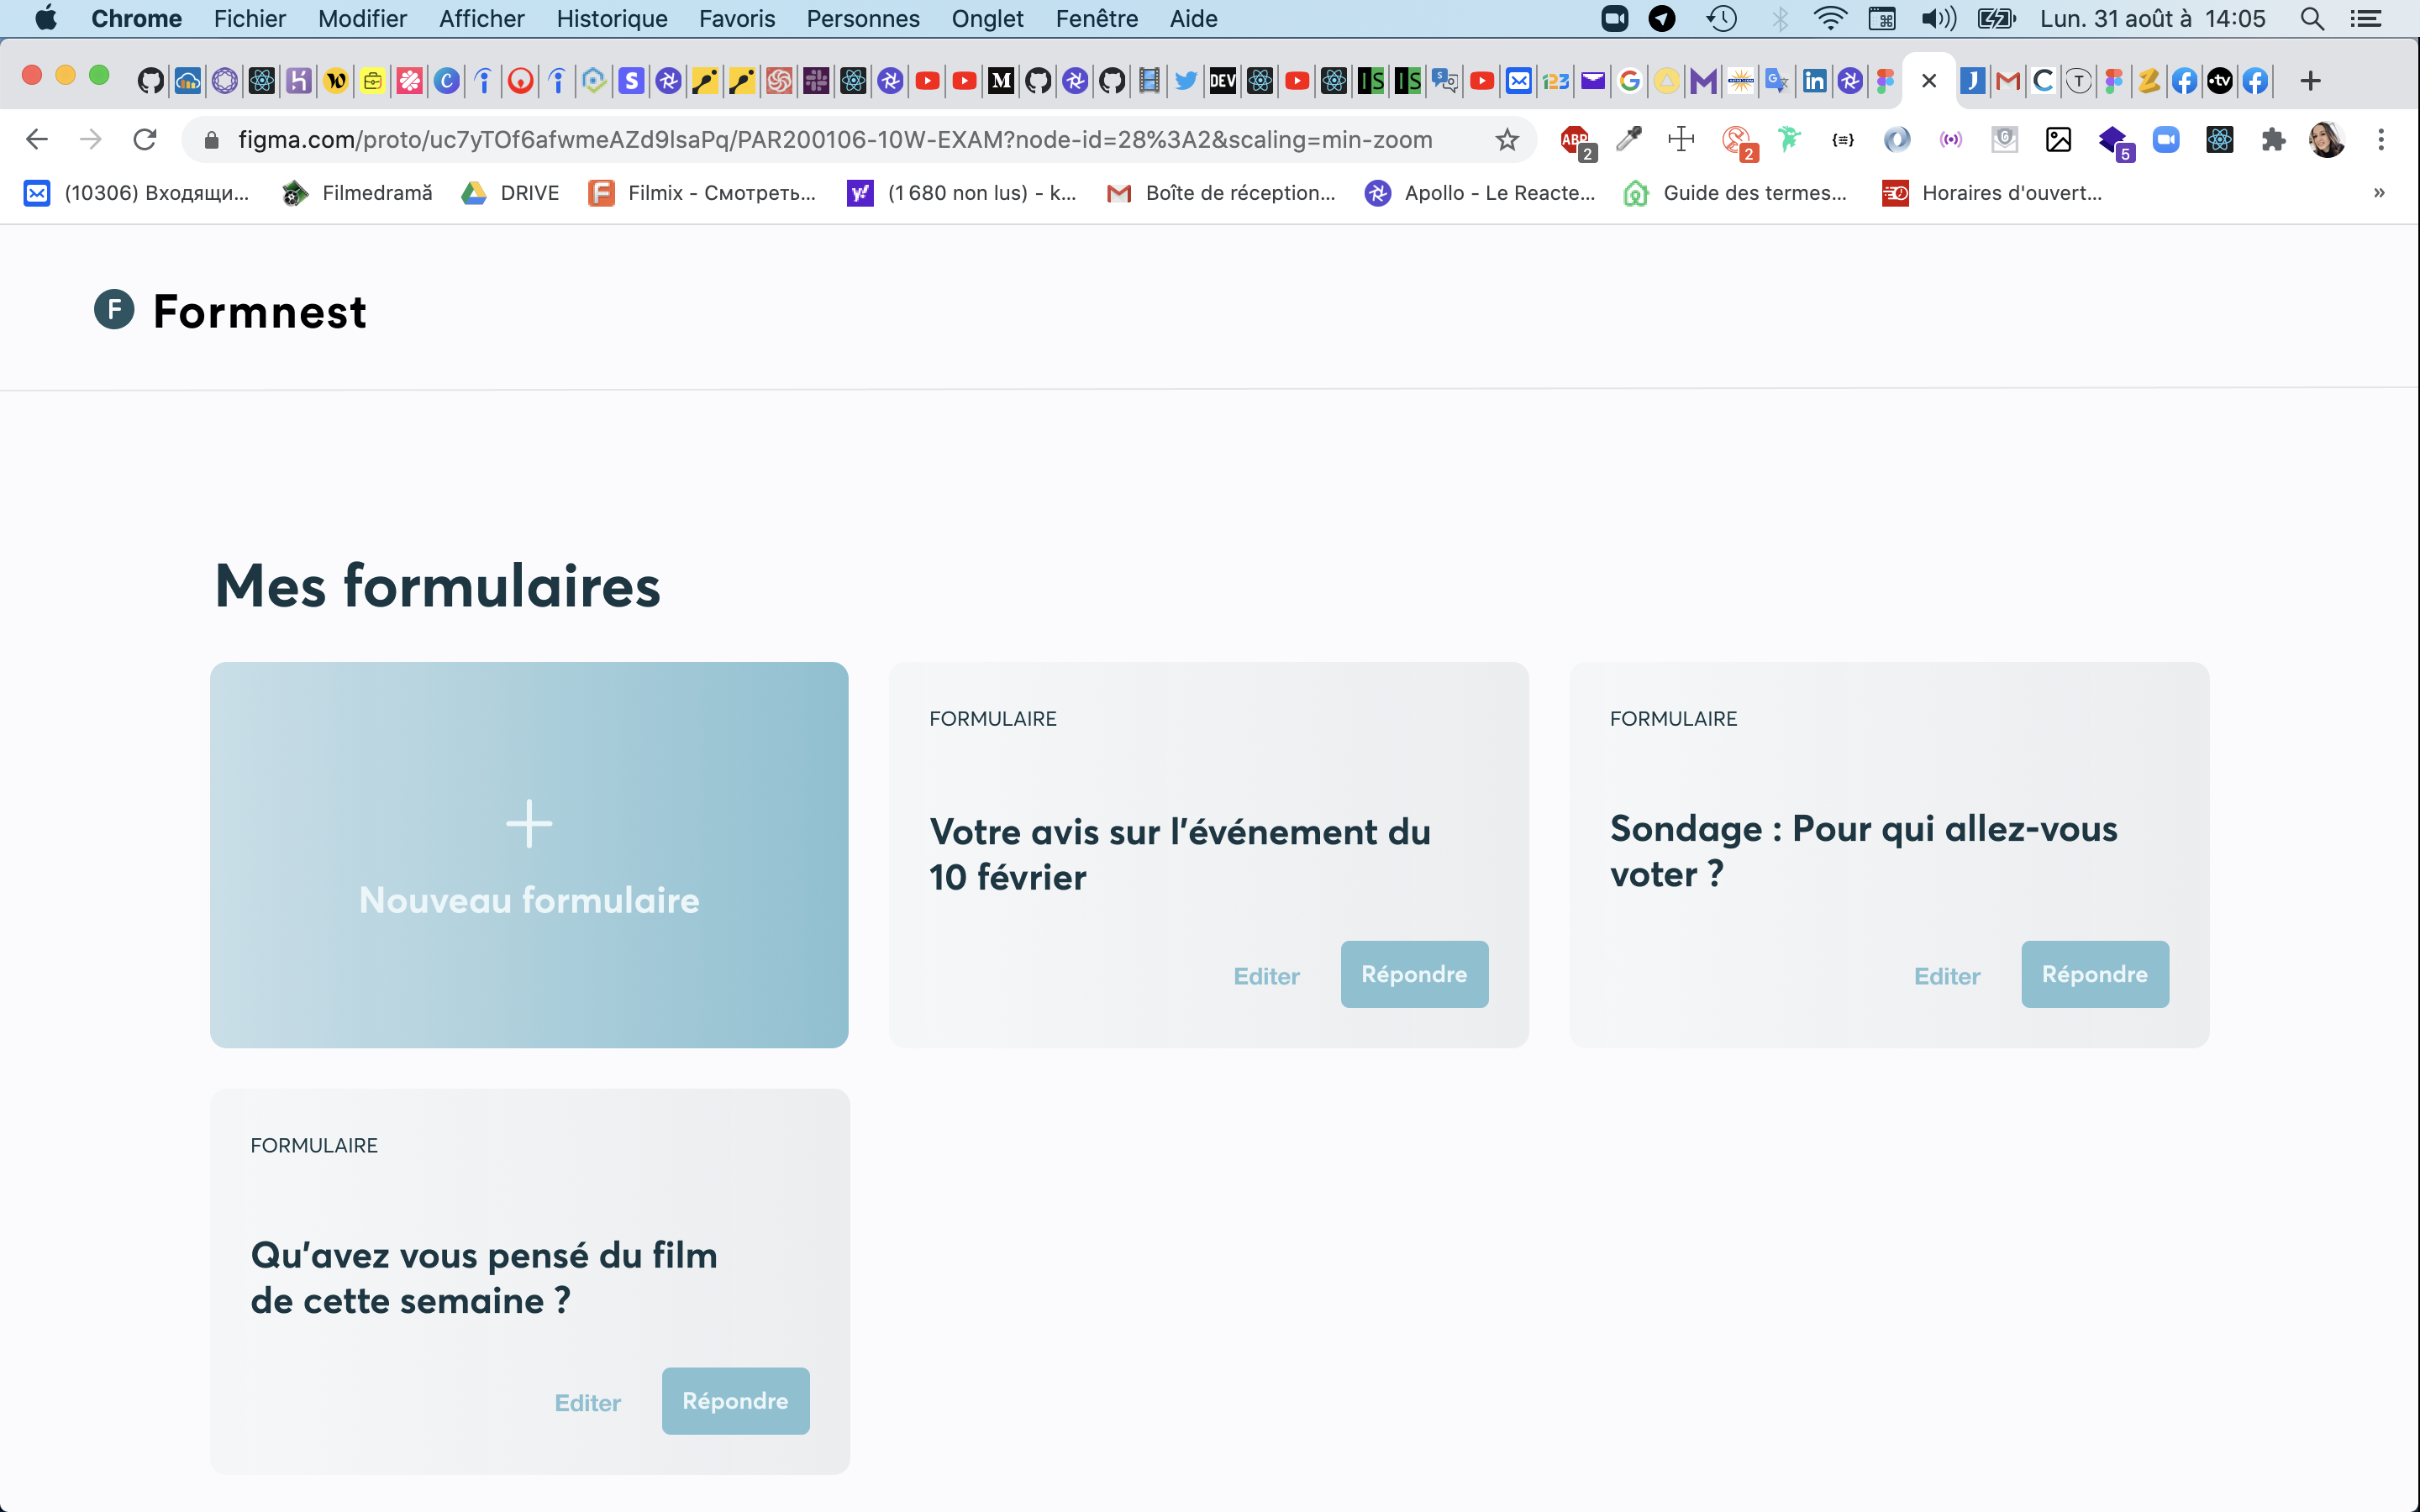 Chrome Fichier Modifier Afficher Historique Favoris Personnes Onglet Fenêtre Aide Lun. 31 août à 14:05
figma.com/proto/uc7yTOf6afwmeAZd9lsaPq/PAR200106-10W-EXAM?node-id=28%3A2&scaling=min-zoom
(10306) Входящи... Filmedramă DRIVE Filmix - Смотреть... (1 680 non lus) - k... Boîte de réception... Apollo - Le Reacte... Guide des termes... Horaires d'ouvert... »
F Formnest
Mes formulaires
Nouveau formulaire
FORMULAIRE
Votre avis sur l'événement du
10 février
Editer Répondre
FORMULAIRE
Sondage : Pour qui allez-vous
voter ?
Editer Répondre
FORMULAIRE
Qu'avez vous pensé du film
de cette semaine ?
Editer Répondre